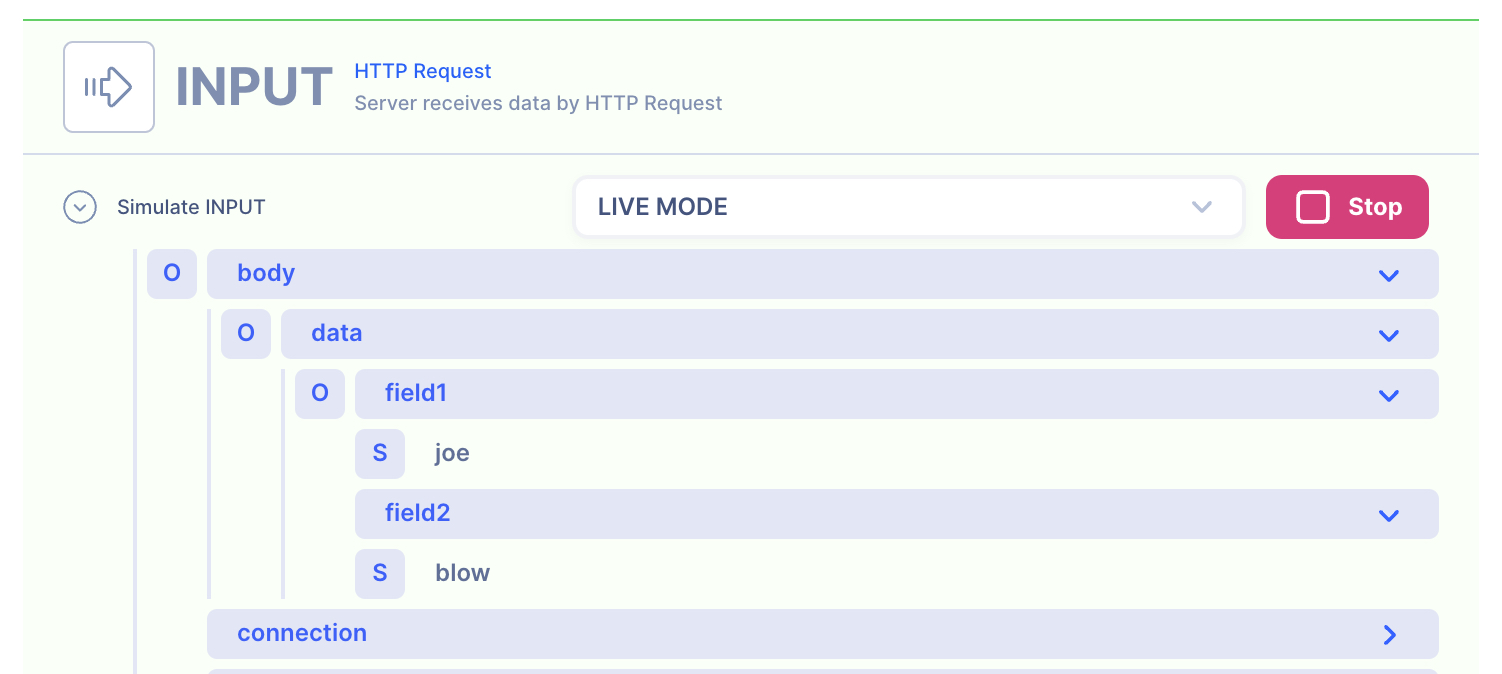 INPUT
HTTP Request
Server receives data by HTTP Request
Simulate INPUT
LIVE MODE
Stop
O body
O data
O field1
S joe
field2
S blow
connection